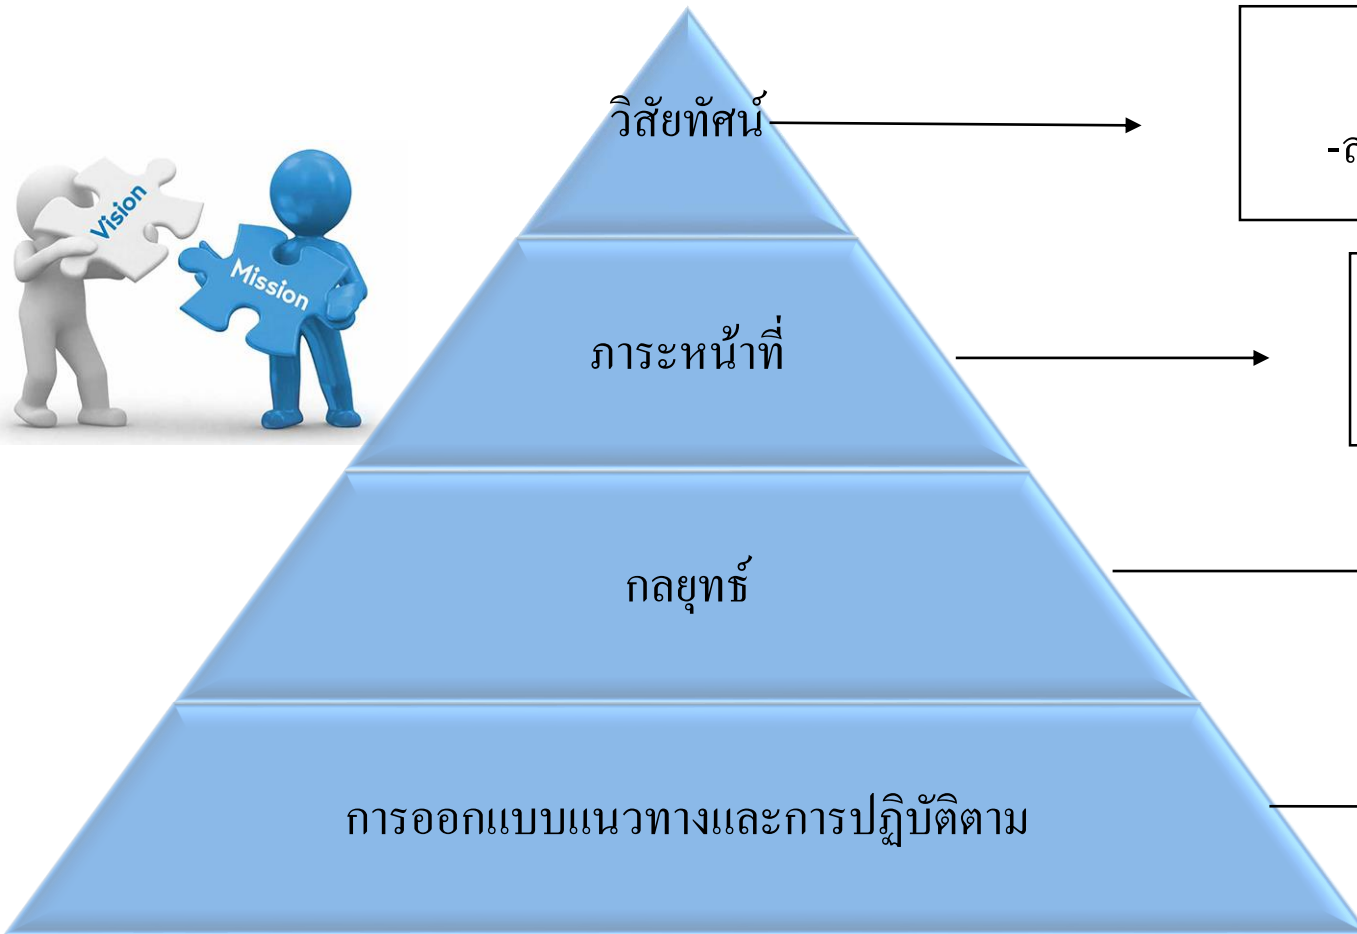 วิสัยทัศน์
Vision
Mission
ภาระหน้าที่
กลยุทธ์
การออกแบบแนวทางและการปฏิบัติตาม